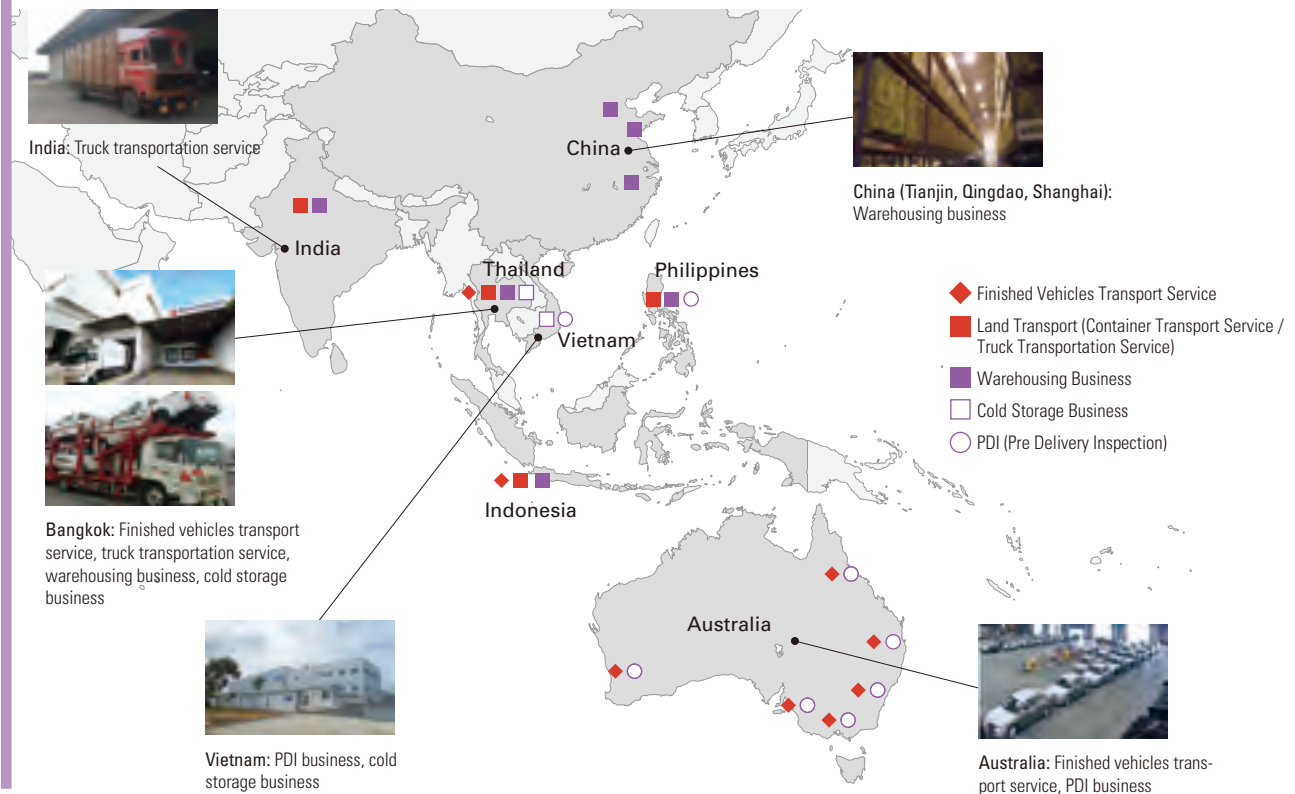 India: Truck transportation service
China
China (Tianjin, Qingdao, Shanghai):
Warehousing business
India
Thailand
Philippines
Vietnam
Finished Vehicles Transport Service
Land Transport (Container Transport Service /
Truck Transportation Service)
Warehousing Business
Cold Storage Business
PDI (Pre Delivery Inspection)
Indonesia
Bangkok: Finished vehicles transport
service, truck transportation service,
warehousing business, cold storage
business
Australia
Vietnam: PDI business, cold
storage business
Australia: Finished vehicles trans-
port service, PDI business